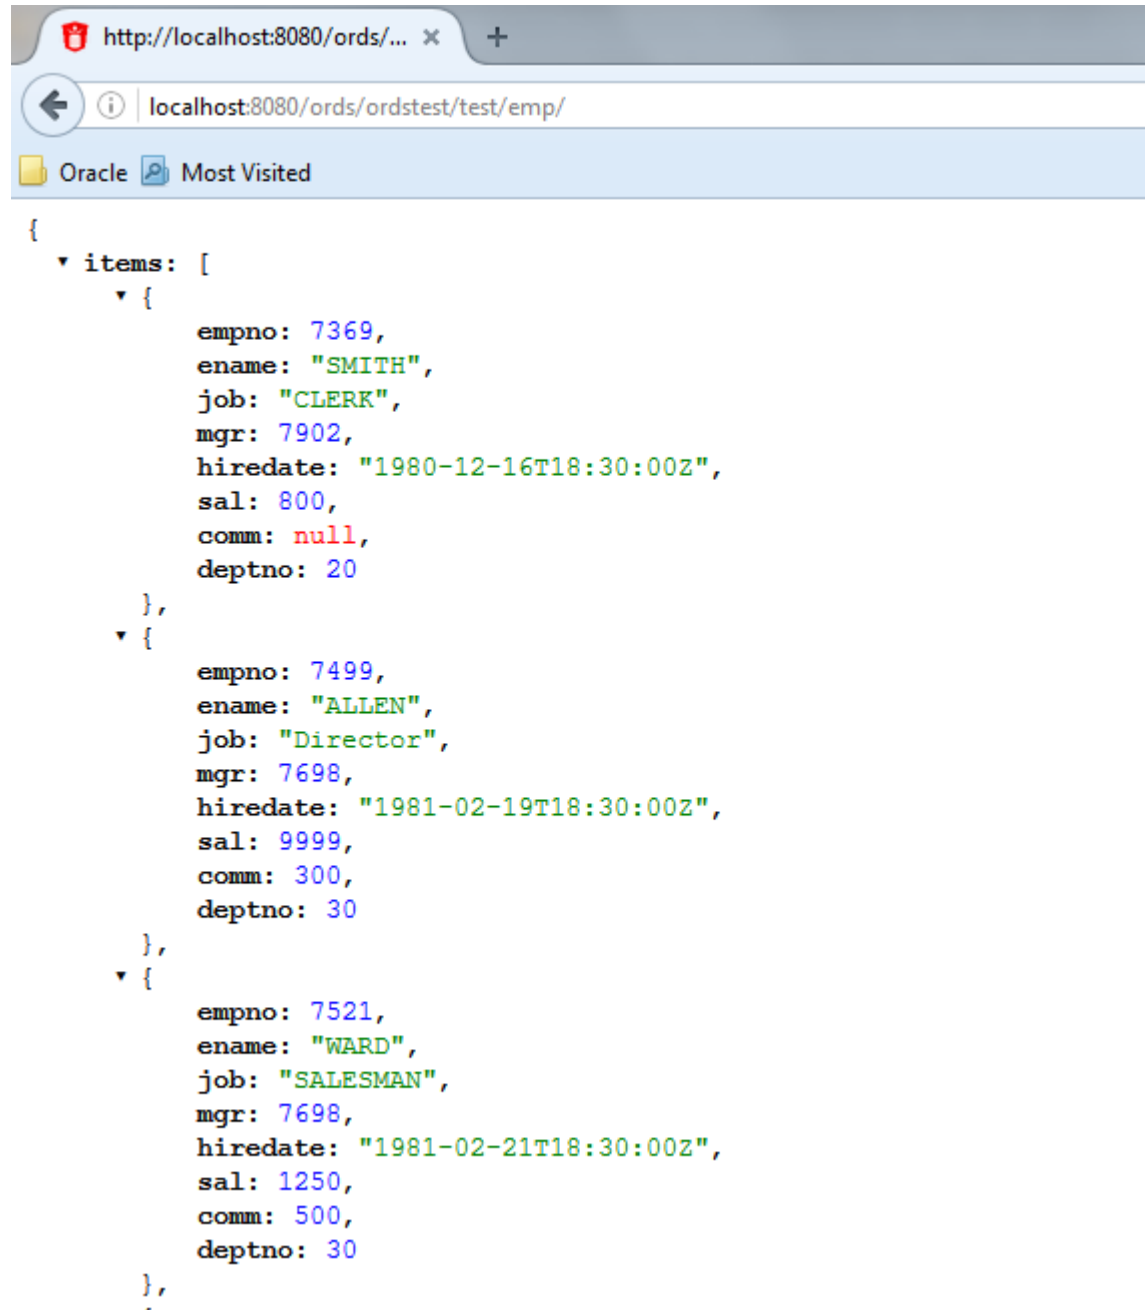 http://localhost:8080/ords/...
localhost:8080/ords/ordstest/test/emp/
Oracle Most Visited
{
items: [
{
empno: 7369,
ename: "SMITH",
job: "CLERK",
mgr: 7902,
hiredate: "1980-12-16T18:30:00Z",
sal: 800,
comm: null,
deptno: 20
},
{
empno: 7499,
ename: "ALLEN",
job: "Director",
mgr: 7698,
hiredate: "1981-02-19T18:30:00Z",
sal: 9999,
comm: 300,
deptno: 30
},
{
empno: 7521,
ename: "WARD",
job: "SALESMAN",
mgr: 7698,
hiredate: "1981-02-21T18:30:00Z",
sal: 1250,
comm: 500,
deptno: 30
},